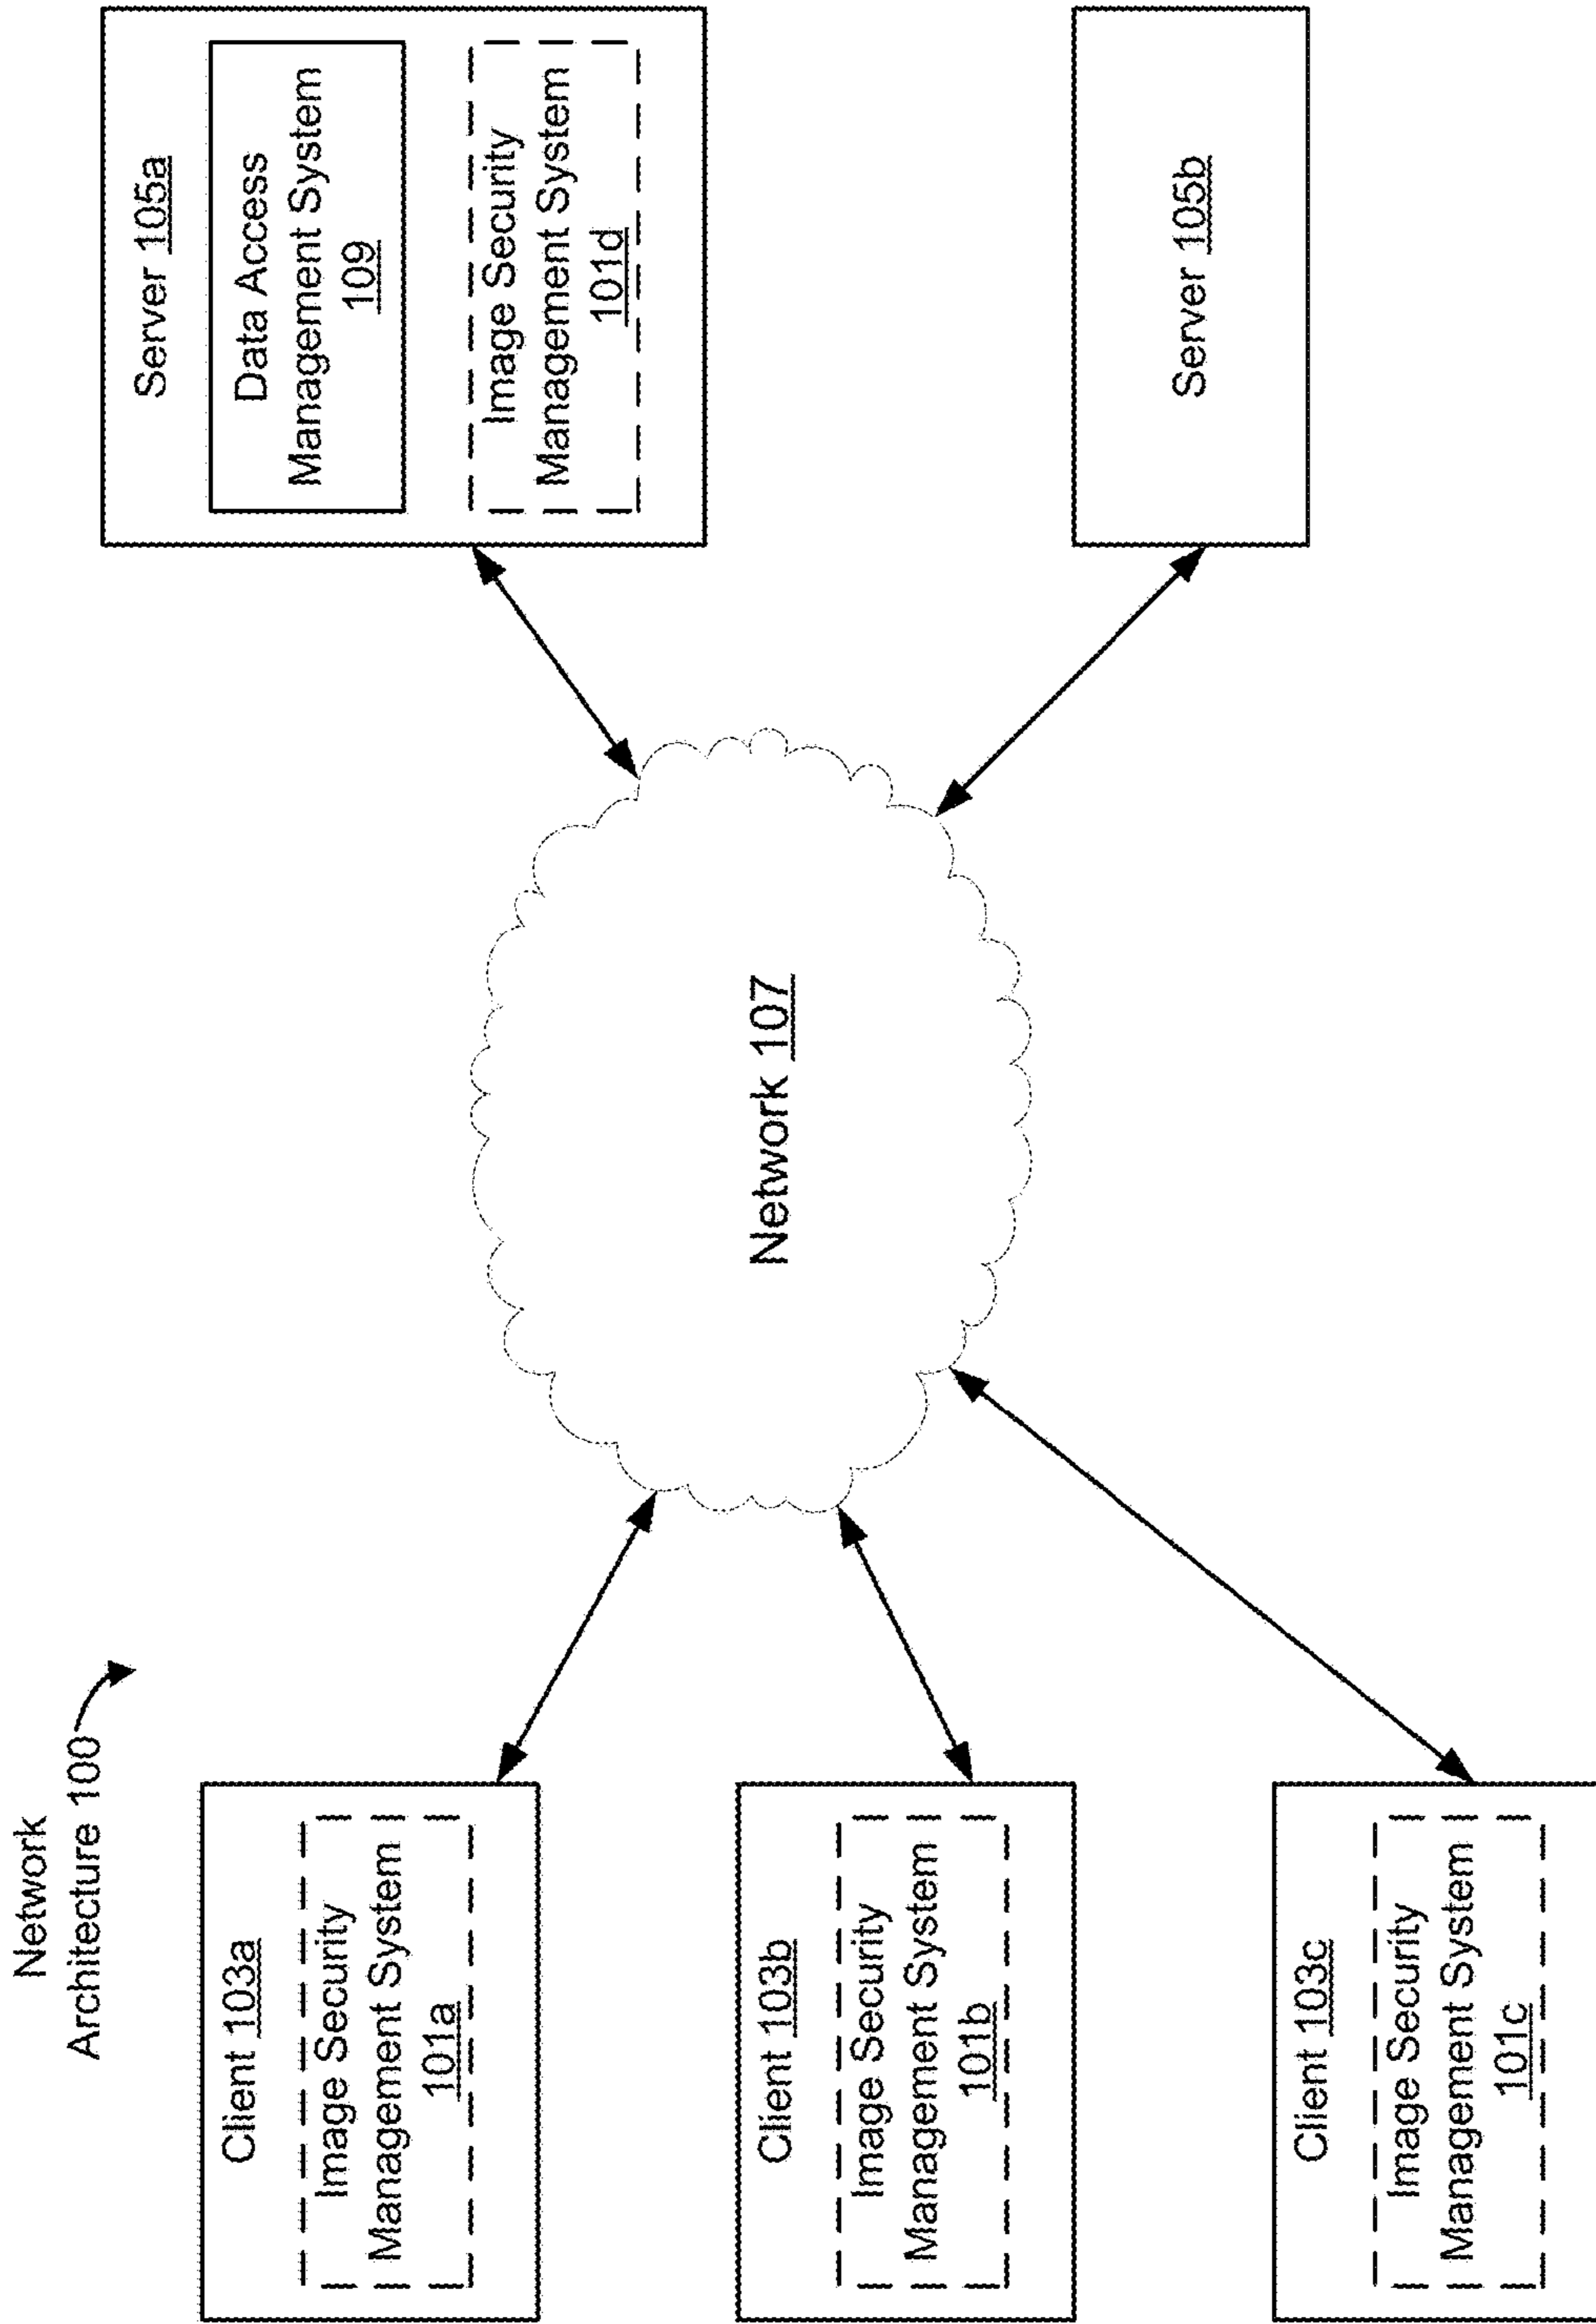 Network
Architecture 100
Client 103a
Image Security
Management System
101a
Client 103b
Image Security
Management System
101b
Client 103c
Image Security
Management System
101c
Network 107
Server 105a
Data Access
Management System
109
Image Security
Management System
101d
Server 105b